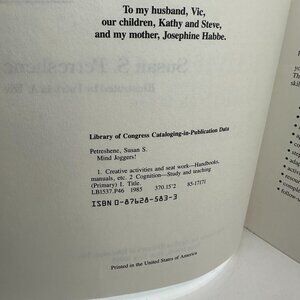 To my husband, Vic,
our children, Kathy and Steve,
and my mother, Josephine Habbe.
Library of Congress Cataloging-in-Publication Data
Petreshene, Susan S.
Mind Joggers!
1. Creative activities and seat work—Handbooks,
manuals, etc. 2 Cognition—Study and teaching
(Primary) I. Title.
LB1537.P46 1985 370.15'2 85-17171
ISBN 0-87628-583-3
Printed in the United States of America